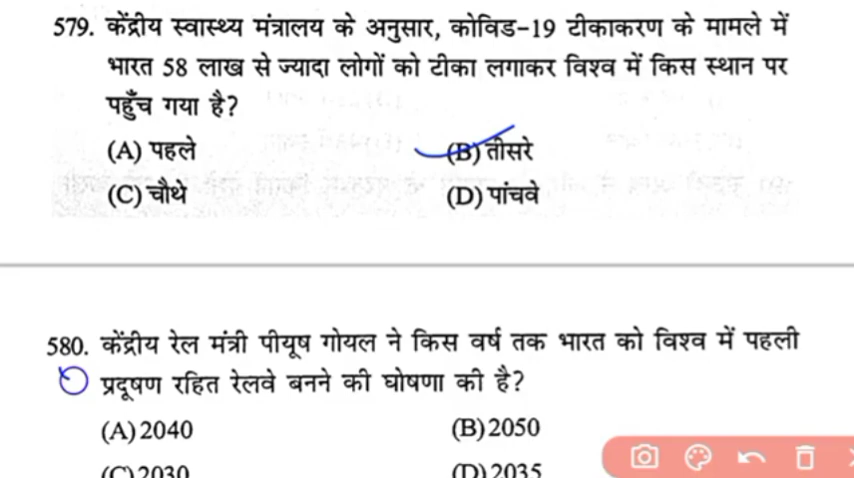 579. केंद्रीय स्वास्थ्य मंत्रालय के अनुसार, कोविड-19 टीकाकरण के मामले में
भारत 58 लाख से ज्यादा लोगों को टीका लगाकर विश्व में किस स्थान पर
पहुँच गया है?
(A) पहले (B) तीसरे
(C) चौथे (D) पांचवें
580. केंद्रीय रेल मंत्री पीयूष गोयल ने किस वर्ष तक भारत को विश्व में पहली
प्रदूषण रहित रेलवे बनने की घोषणा की है?
(A) 2040 (B) 2050
(C) 2030 (D) 2035